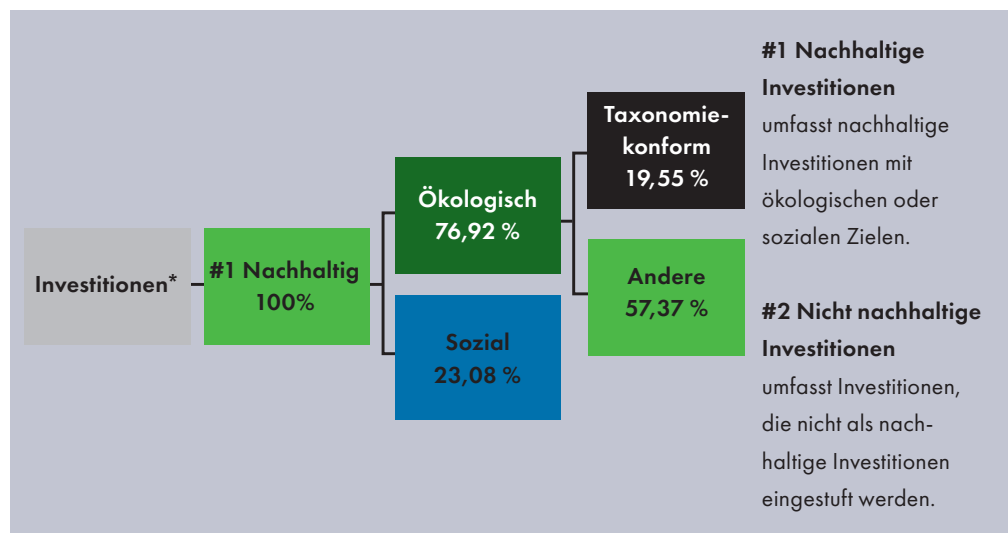 Investitionen*
#1 Nachhaltig
100%
Ökologisch
76,92 %
Sozial
23,08 %
Taxonomie-
konform
19,55 %
Andere
57,37 %
#1 Nachhaltige
Investitionen
umfasst nachhaltige
Investitionen mit
ökologischen oder
sozialen Zielen.
#2 Nicht nachhaltige
Investitionen
umfasst Investitionen,
die nicht als nach-
haltige Investitionen
eingestuft werden.